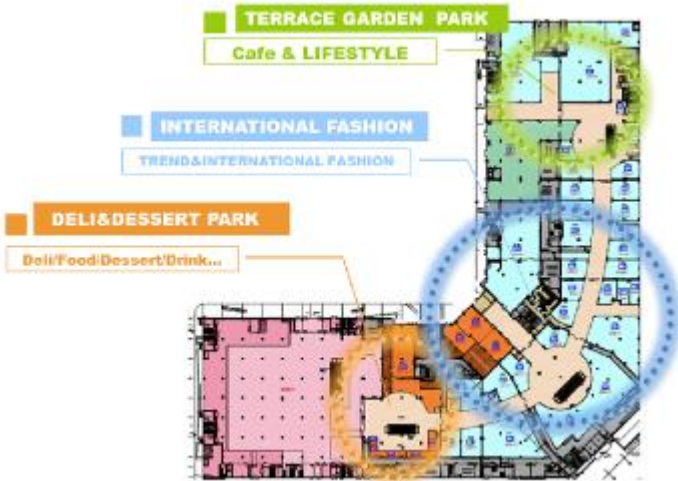 TERRACE GARDEN PARK
Cafe & LIFESTYLE
INTERNATIONAL FASHION
TREND&INTERNATIONAL FASHION
DELI&DESSERT PARK
Deli/Food/Dessert/Drink...